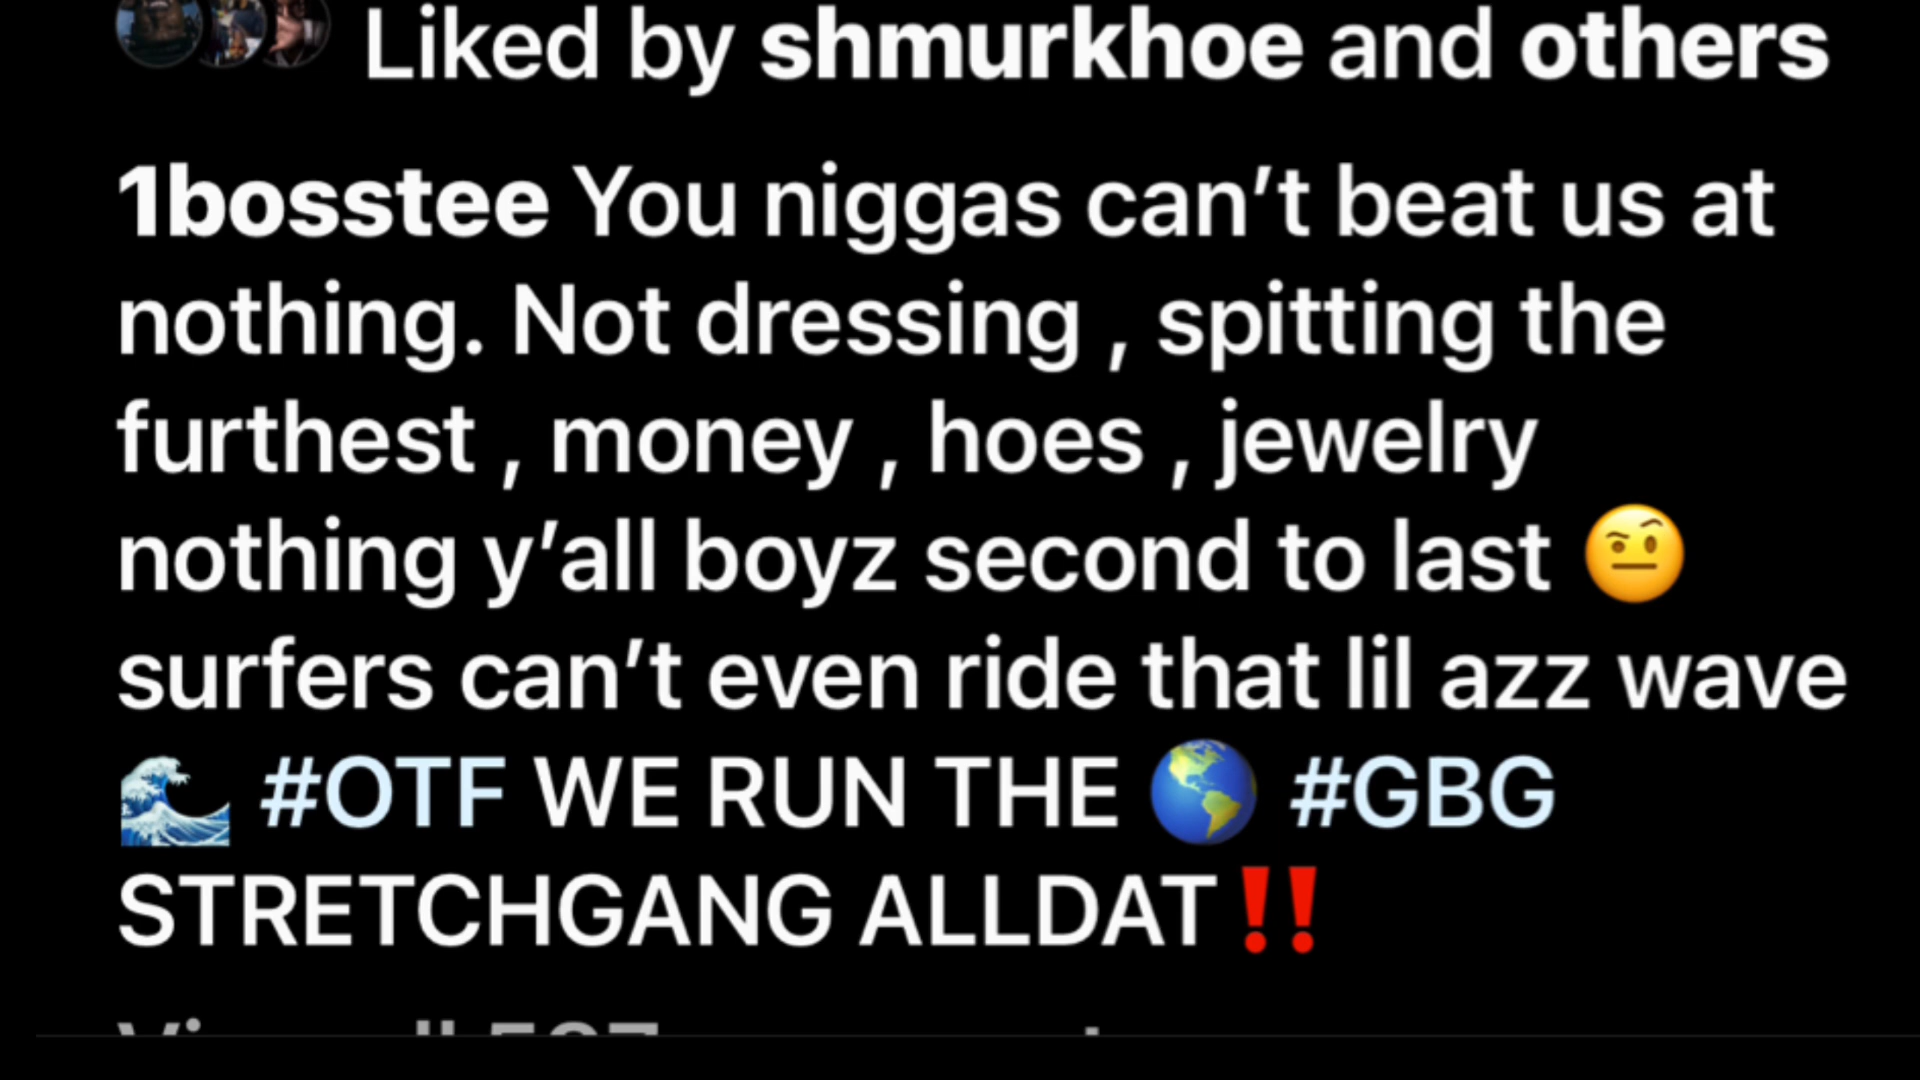 Liked by shmurkhoe and others
1bosstee You niggas can’t beat us at
nothing. Not dressing , spitting the
furthest , money , hoes , jewelry
nothing y’all boyz second to last 🤨
surfers can’t even ride that lil azz wave
🌊 #OTF WE RUN THE 🌎 #GBG
STRETCHGANG ALLDAT‼️